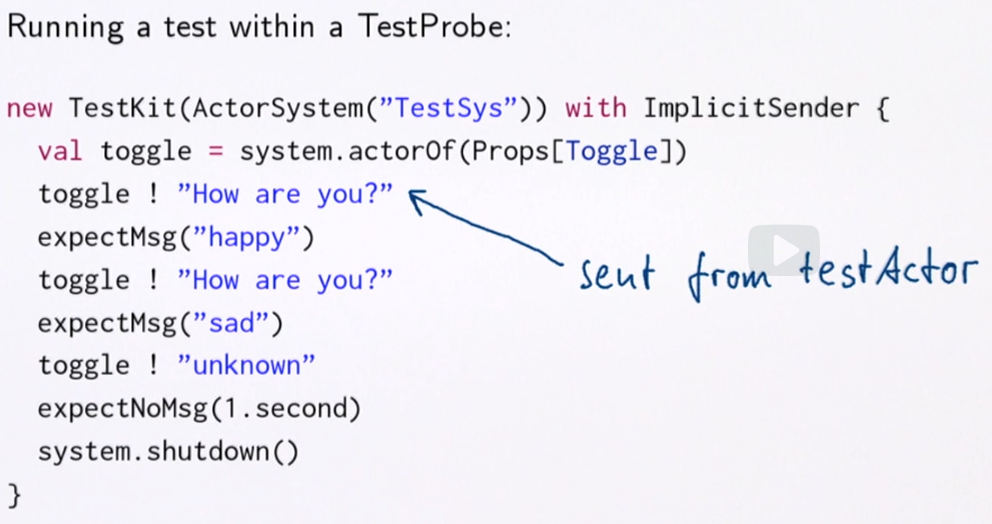 Running a test within a TestProbe:
new TestKit(ActorSystem(”TestSys”)) with ImplicitSender {
val toggle = system.actorOf(Props[Toggle])
toggle ! ”How are you?”
expectMsg(”happy”)
sent from testActor
toggle ! ”How are you?”
expectMsg(”sad”)
toggle ! ”unknown”
expectNoMsg(1.second)
system.shutdown()
}